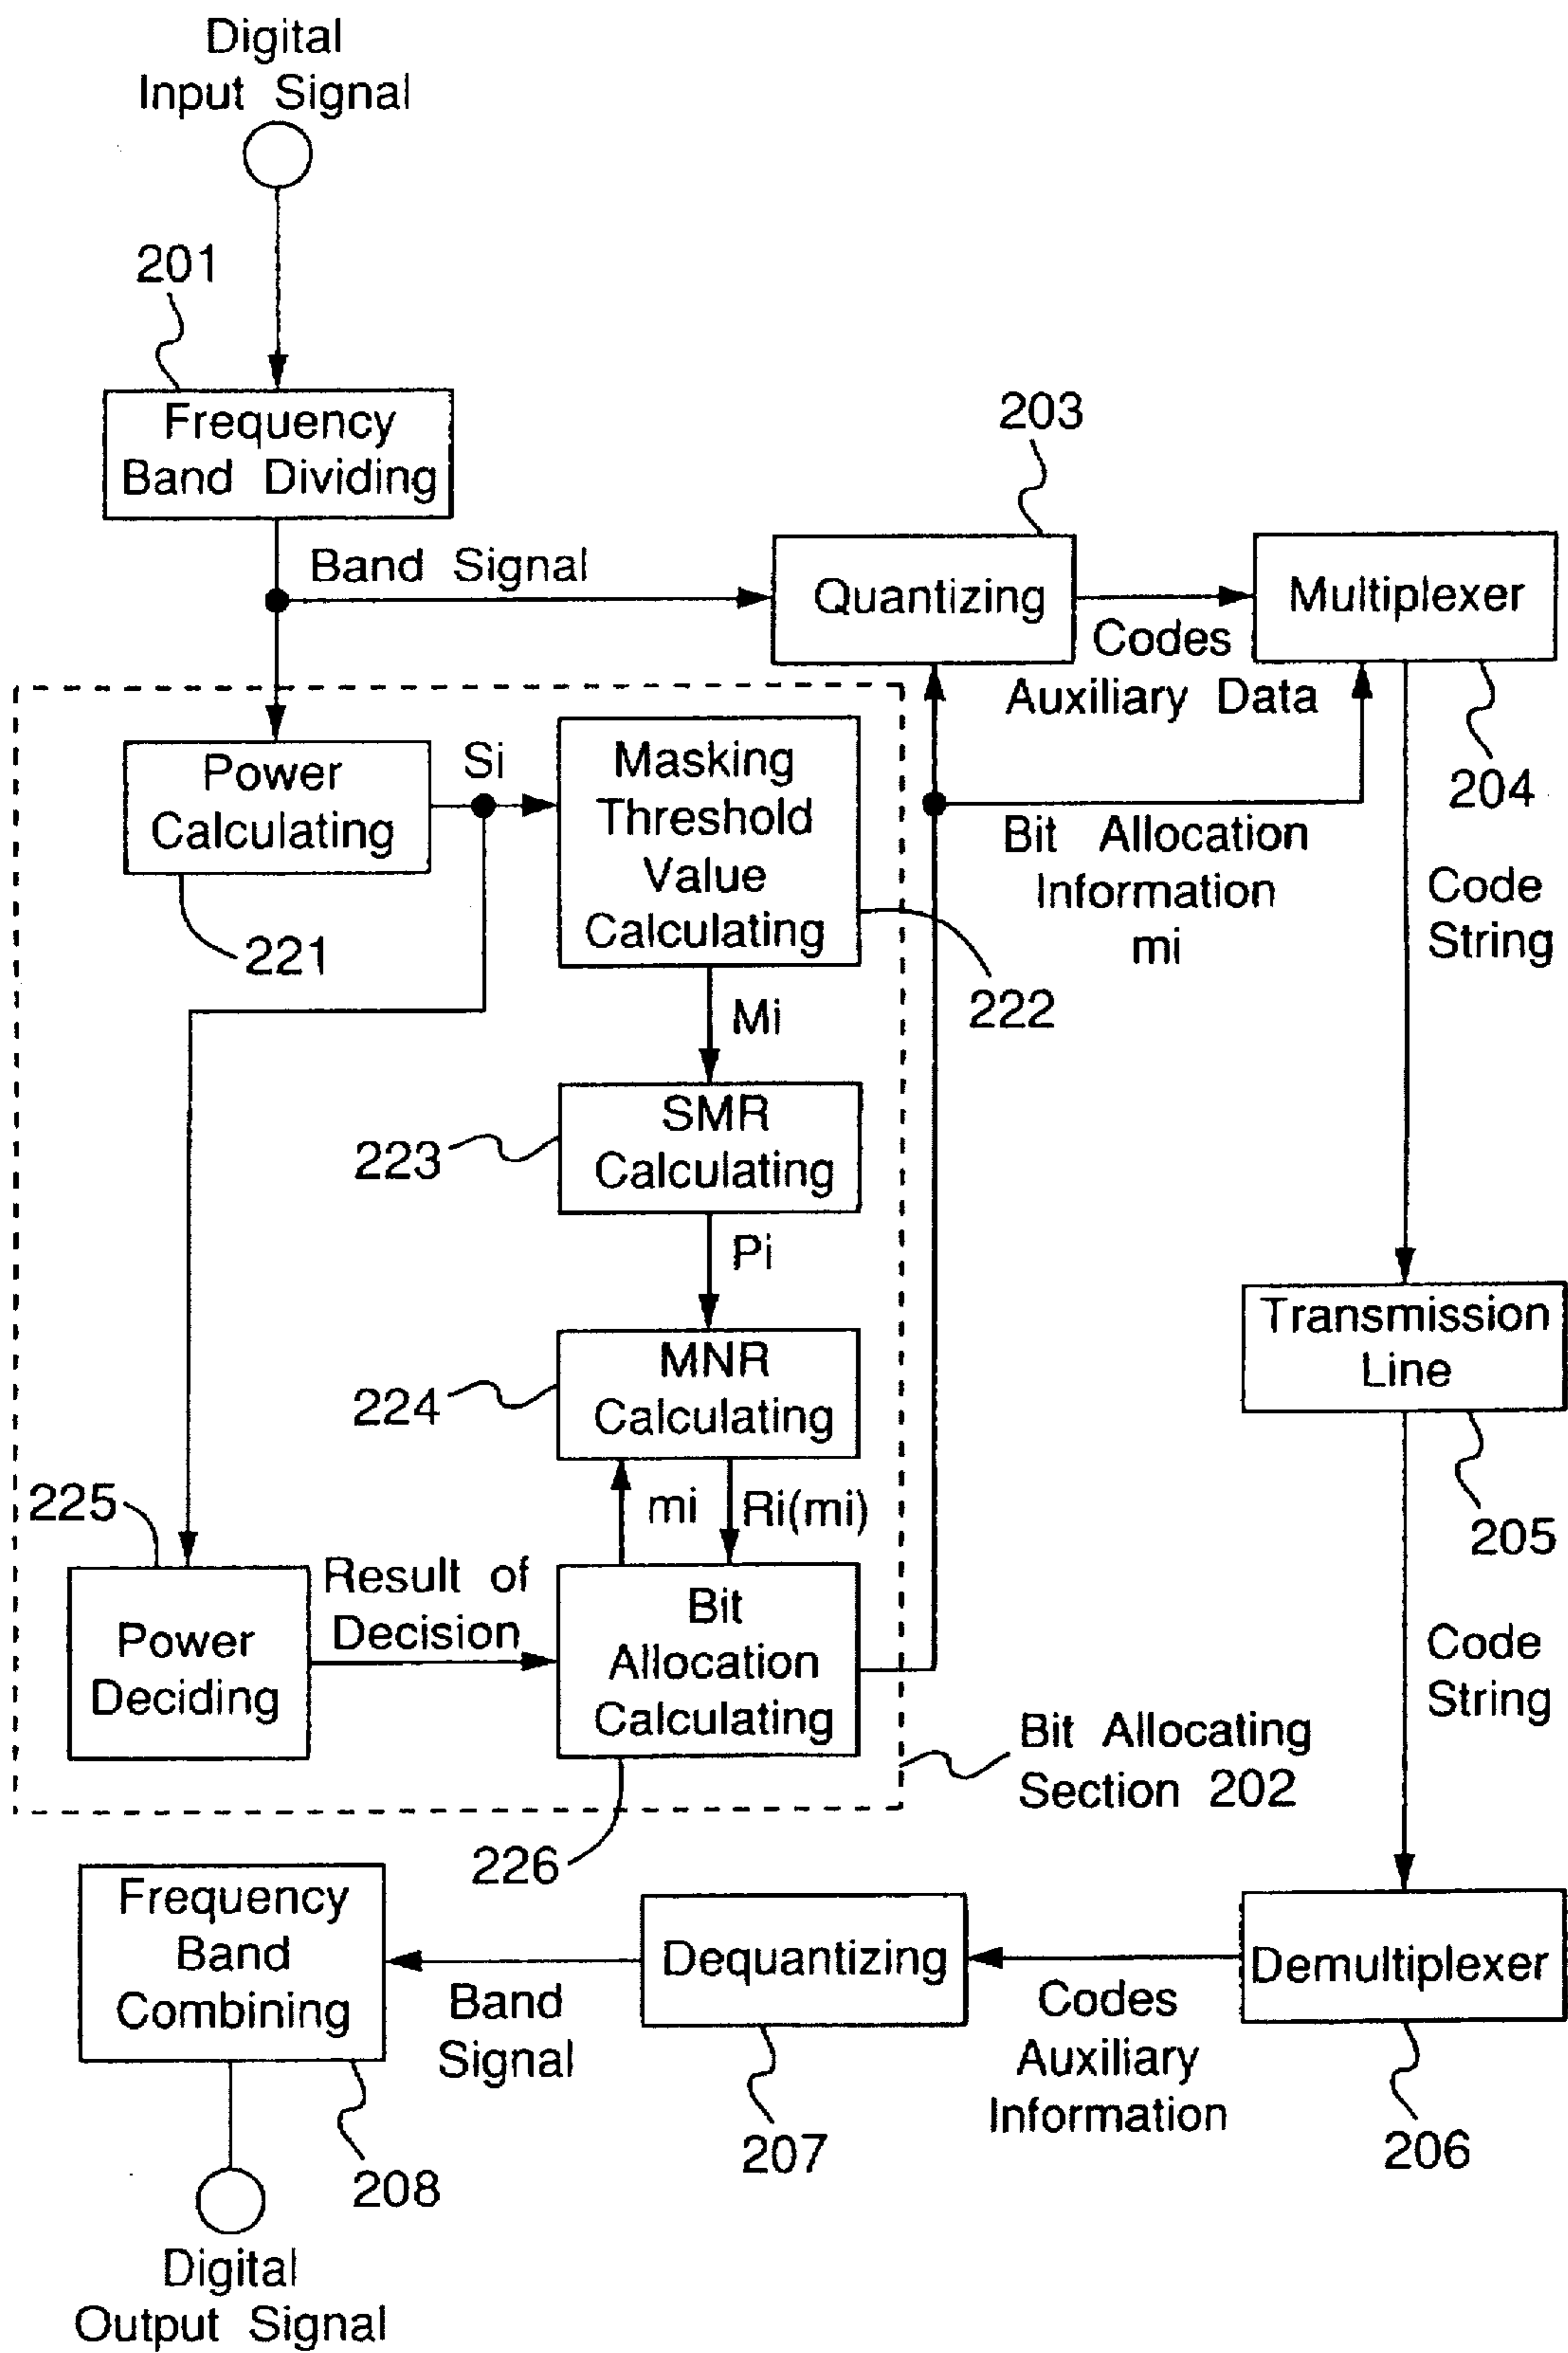 Digital
Input Signal
201
Frequency
Band Dividing
203
Band Signal
Quantizing
Multiplexer
Codes
Auxiliary Data
204
Power
Calculating
Si
Masking
Threshold
Value
Calculating
221
222
Bit Allocation
Information
mi
Code
String
Mi
223
SMR
Calculating
Pi
224
MNR
Calculating
Transmission
Line
205
225
mi
Ri(mi)
Power
Deciding
Result of
Decision
Bit
Allocation
Calculating
Code
String
Bit Allocating
Section 202
226
Frequency
Band
Combining
Dequantizing
Demultiplexer
Band
Signal
Codes
Auxiliary
Information
207
206
208
Digital
Output Signal